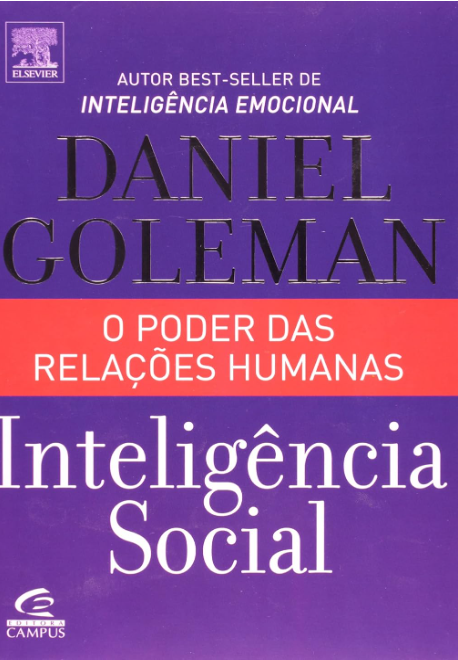 ELSEVIER
AUTOR BEST-SELLER DE
INTELIGÊNCIA EMOCIONAL
DANIEL
GOLEMAN
O PODER DAS
RELAÇÕES HUMANAS
Inteligência
Social
EDITORA
CAMPUS